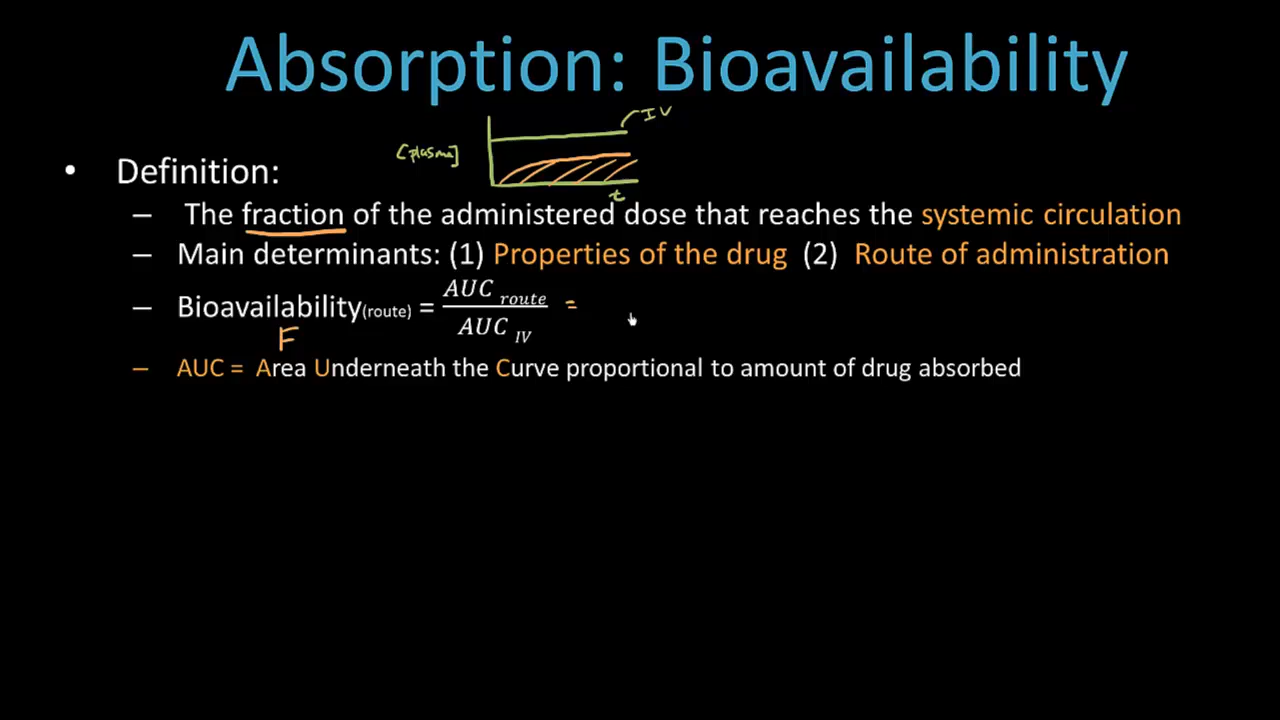 Absorption: Bioavailability
IV
[plasma]
t
• Definition:
– The fraction of the administered dose that reaches the systemic circulation
– Main determinants: (1) Properties of the drug (2) Route of administration
– Bioavailability(route) = AUC route / AUC IV =
F
– AUC = Area Underneath the Curve proportional to amount of drug absorbed